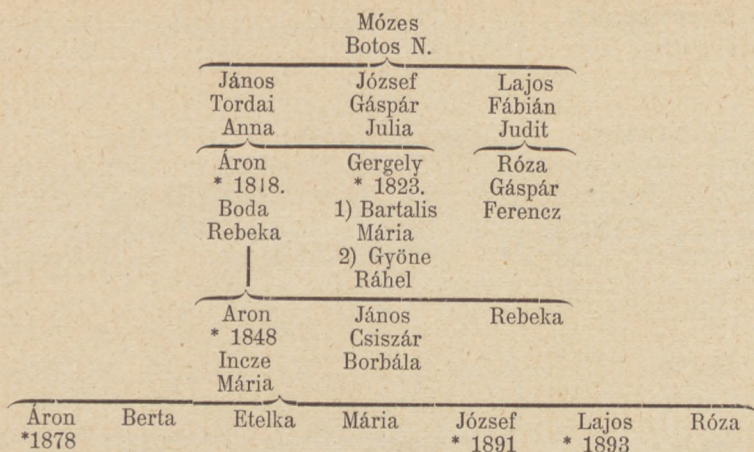 Mózes
Botos N.
János József Lajos
Tordai Gáspár Fábián
Anna Julia Judit
Áron Gergely Róza
* 1818. * 1823. Gáspár
Boda 1) Bartalis Ferencz
Rebeka Mária
2) Gyöne
Ráhel
Aron János Rebeka
* 1848 Csiszár
Incze Borbála
Mária
Áron Berta Etelka Mária József Lajos Róza
*1878 * 1891 * 1893